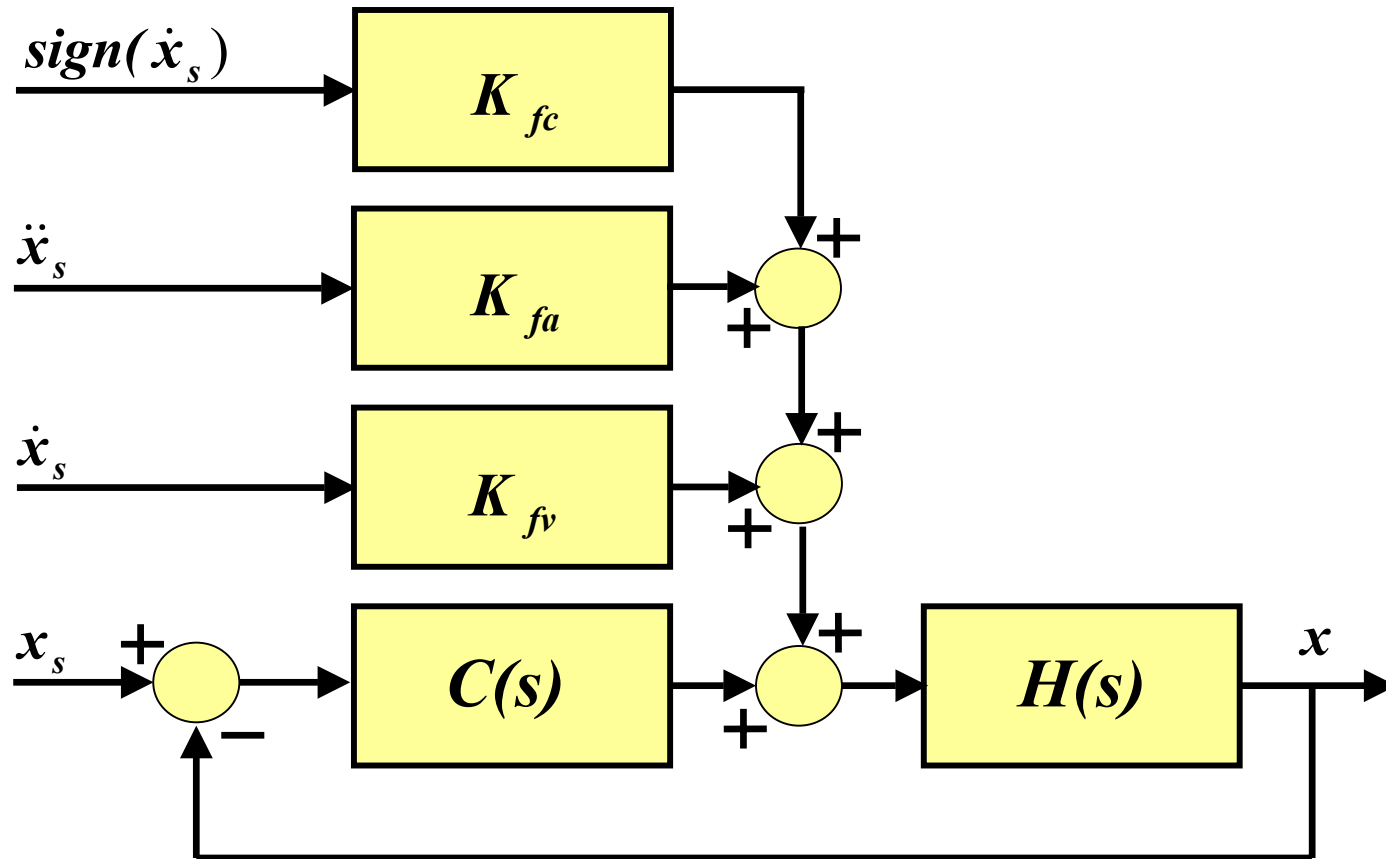 sign(ẋ_s) K_fc
+
ẍ_s K_fa
+
+
ẋ_s K_fv
+
+
x_s + C(s) + H(s) x
−
+